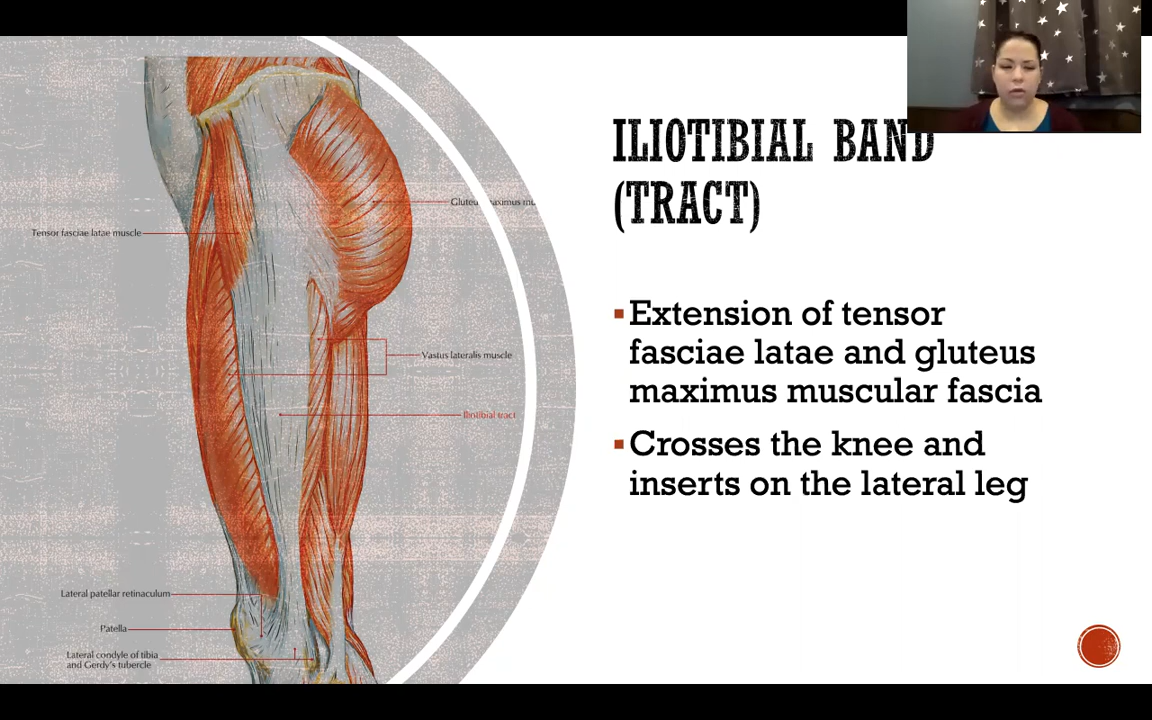 ILIOTIBIAL BAND
(TRACT)
▪Extension of tensor
fasciae latae and gluteus
maximus muscular fascia
▪Crosses the knee and
inserts on the lateral leg
maximus
Tensor fasciae latae muscle
Vastus lateralis muscle
Iliotibial tract
Lateral patellar retinaculum
Patella
Lateral condyle of tibia
and Gerdy's tubercle